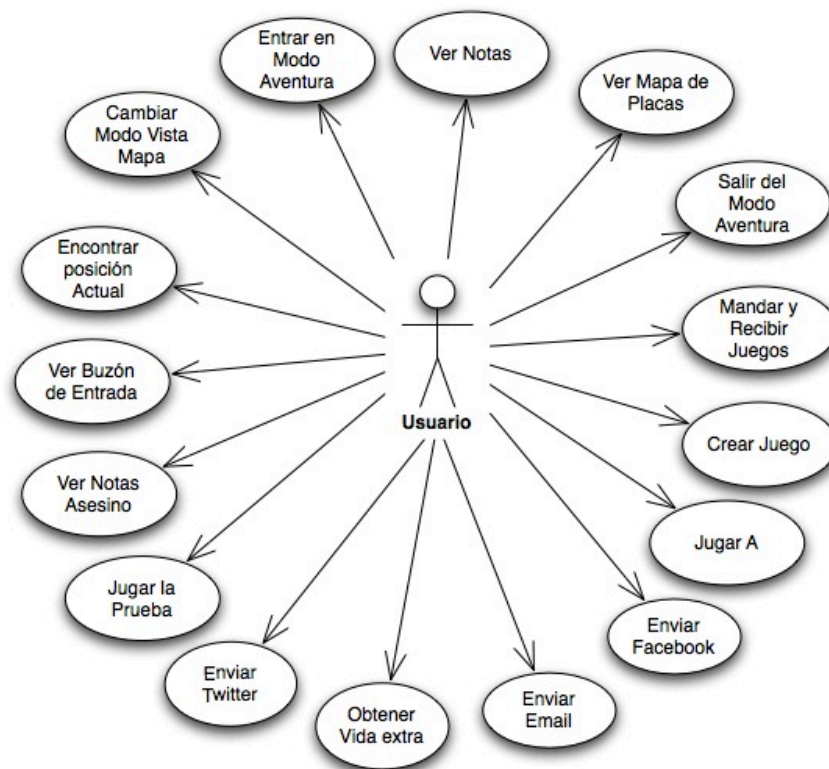 Entrar en
Modo
Aventura
Ver Notas
Ver Mapa de
Placas
Cambiar
Modo Vista
Mapa
Salir del
Modo
Aventura
Encontrar
posición
Actual
Mandar y
Recibir
Juegos
Ver Buzón
de Entrada
Usuario
Crear Juego
Ver Notas
Asesino
Jugar A
Jugar la
Prueba
Enviar
Facebook
Enviar
Twitter
Obtener
Vida extra
Enviar
Email